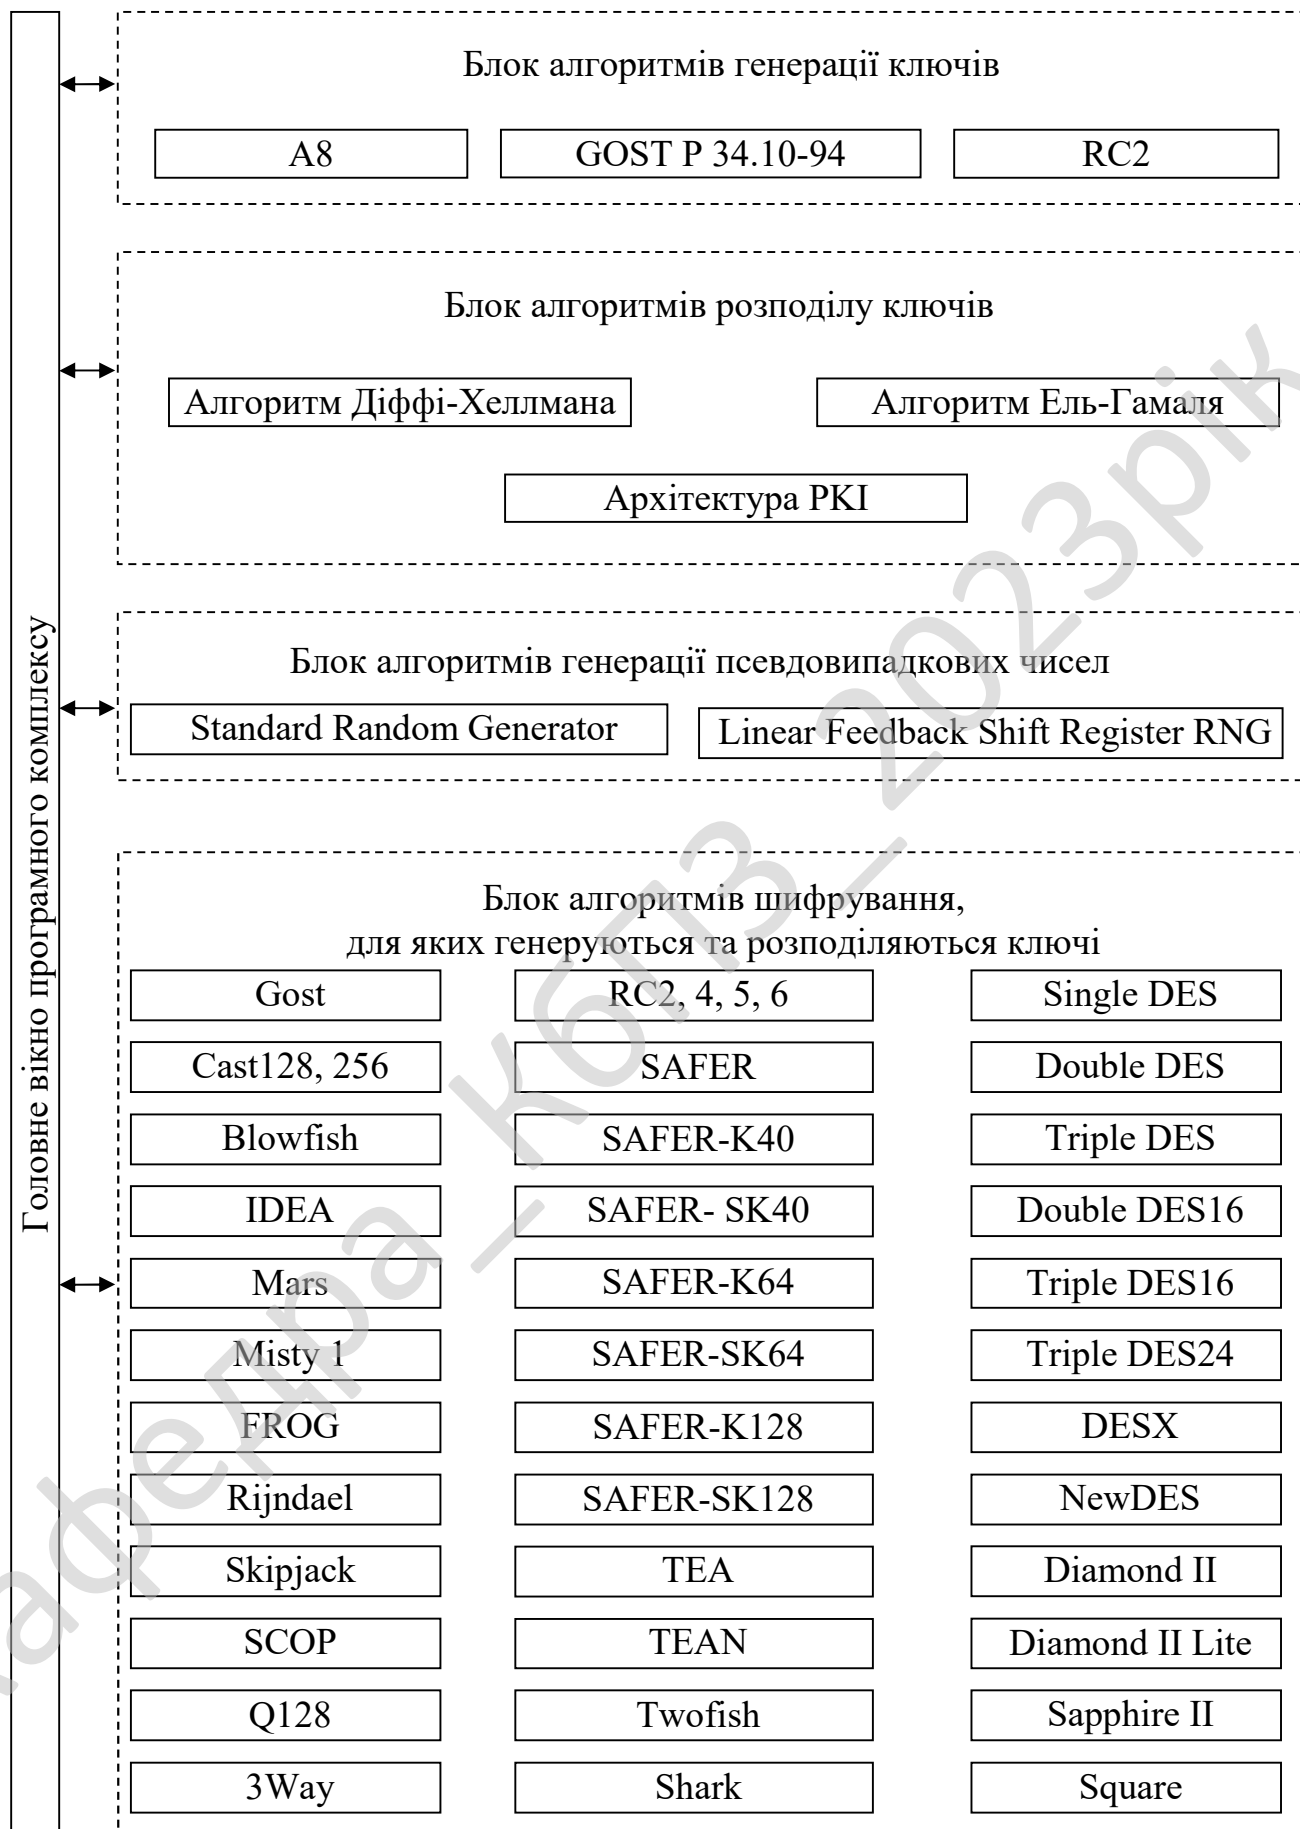 Головне вікно програмного комплексу
Блок алгоритмів генерації ключів
A8
GOST P 34.10-94
RC2
Блок алгоритмів розподілу ключів
Алгоритм Діффі-Хеллмана
Алгоритм Ель-Гамаля
Архітектура PKI
Блок алгоритмів генерації псевдовипадкових чисел
Standard Random Generator
Linear Feedback Shift Register RNG
Блок алгоритмів шифрування,
для яких генеруються та розподіляються ключі
Gost
RC2, 4, 5, 6
Single DES
Cast128, 256
SAFER
Double DES
Blowfish
SAFER-K40
Triple DES
IDEA
SAFER- SK40
Double DES16
Mars
SAFER-K64
Triple DES16
Misty 1
SAFER-SK64
Triple DES24
FROG
SAFER-K128
DESX
Rijndael
SAFER-SK128
NewDES
Skipjack
TEA
Diamond II
SCOP
TEAN
Diamond II Lite
Q128
Twofish
Sapphire II
3Way
Shark
Square
афедра_КбПЗ_2023рік